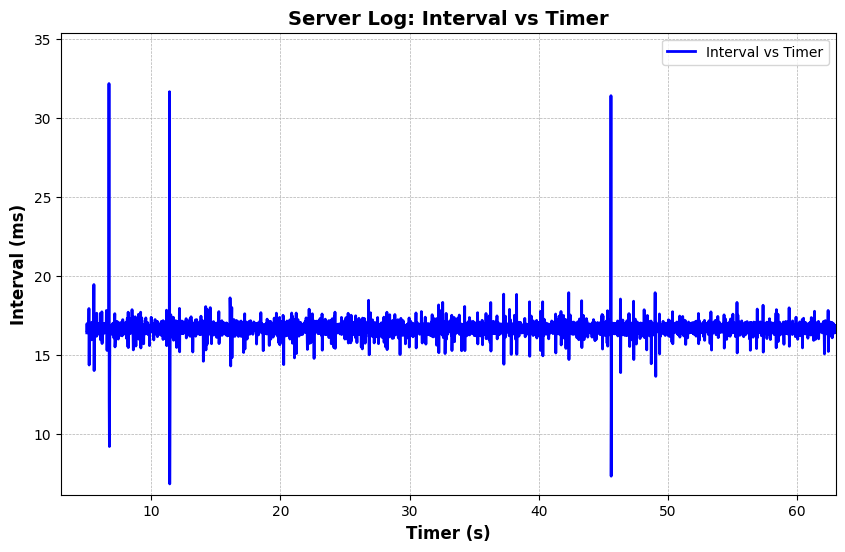 Server Log: Interval vs Timer
Interval vs Timer
35
30
25
20
15
10
Interval (ms)
10 20 30 40 50 60
Timer (s)